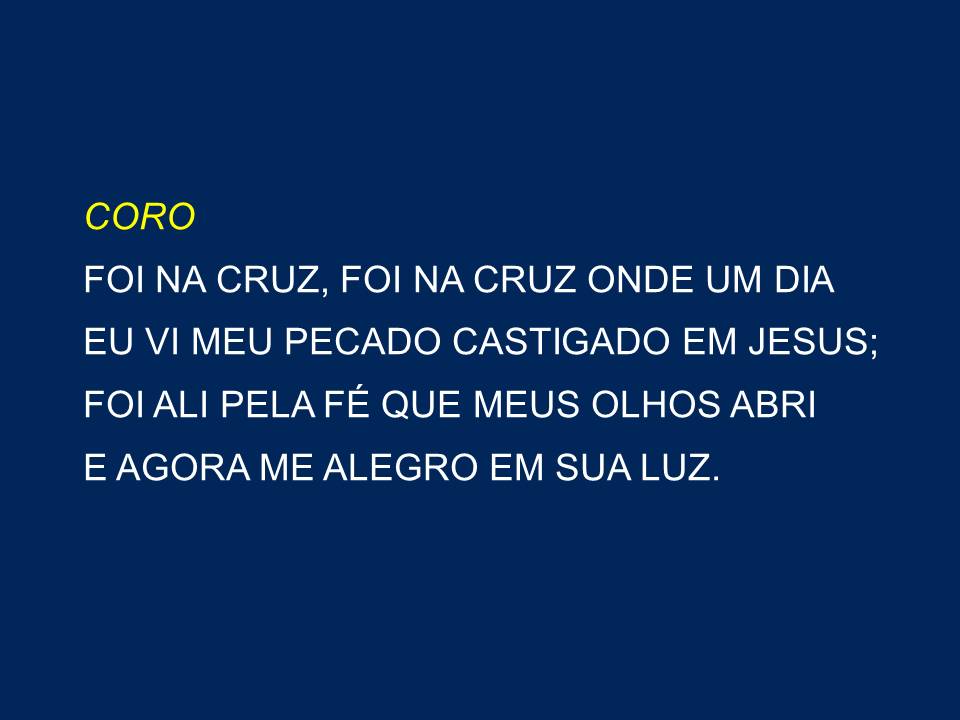 CORO
FOI NA CRUZ, FOI NA CRUZ ONDE UM DIA
EU VI MEU PECADO CASTIGADO EM JESUS;
FOI ALI PELA FÉ QUE MEUS OLHOS ABRI
E AGORA ME ALEGRO EM SUA LUZ.